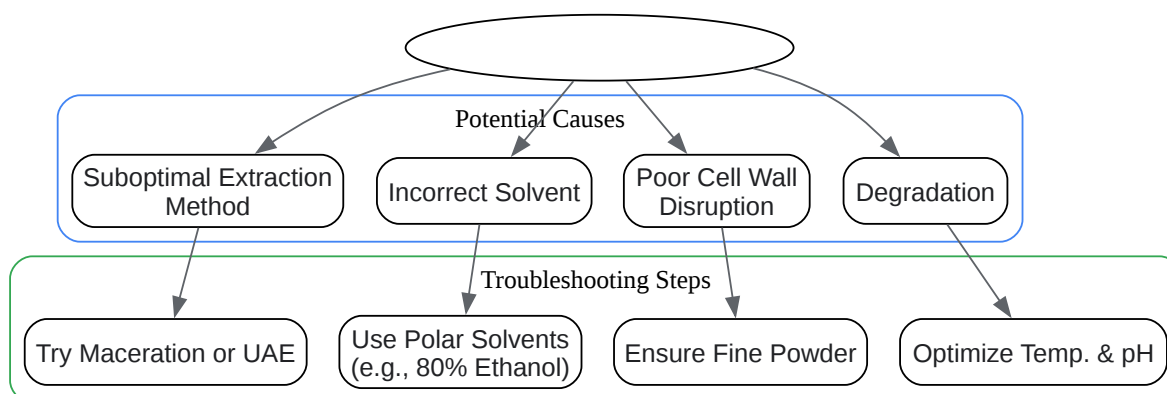 Potential Causes
Suboptimal Extraction
Method
Incorrect Solvent
Poor Cell Wall
Disruption
Degradation
Troubleshooting Steps
Try Maceration or UAE
Use Polar Solvents
(e.g., 80% Ethanol)
Ensure Fine Powder
Optimize Temp. & pH